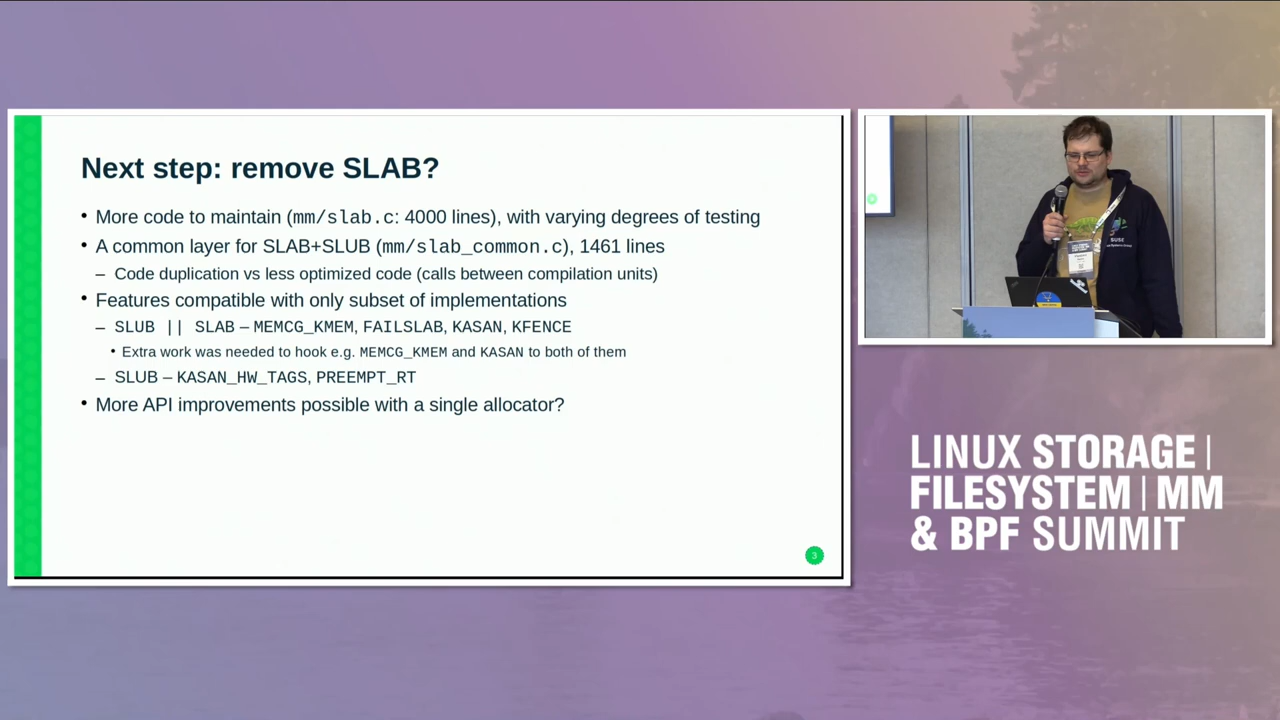 Next step: remove SLAB?
• More code to maintain (mm/slab.c: 4000 lines), with varying degrees of testing
• A common layer for SLAB+SLUB (mm/slab_common.c), 1461 lines
– Code duplication vs less optimized code (calls between compilation units)
• Features compatible with only subset of implementations
– SLUB || SLAB – MEMCG_KMEM, FAILSLAB, KASAN, KFENCE
• Extra work was needed to hook e.g. MEMCG_KMEM and KASAN to both of them
– SLUB – KASAN_HW_TAGS, PREEMPT_RT
• More API improvements possible with a single allocator?
3
SUSE
LINUX STORAGE |
FILESYSTEM | MM
& BPF SUMMIT